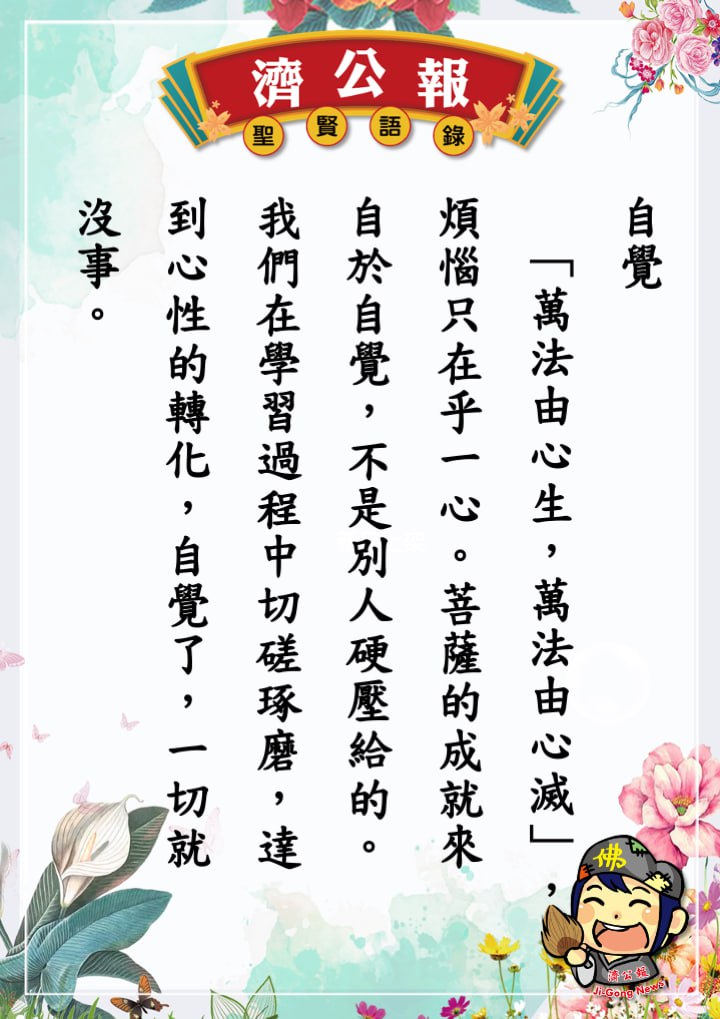 濟公報
聖賢語錄
自覺
「萬法由心生，萬法由心滅」，
煩惱只在乎一心。菩薩的成就來
自於自覺，不是別人硬壓給的。
我們在學習過程中切磋琢磨，達
到心性的轉化，自覺了，一切就
沒事。
佛
濟公報
Ji-Gong News